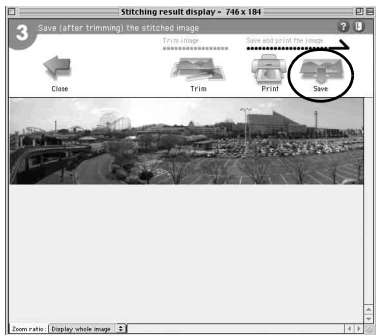 Stitching result display - 746 x 184
3 Save (after trimming) the stitched image
Trim image
Save and print the image
?
Close
Trim
Print
Save
Zoom ratio: Display whole image